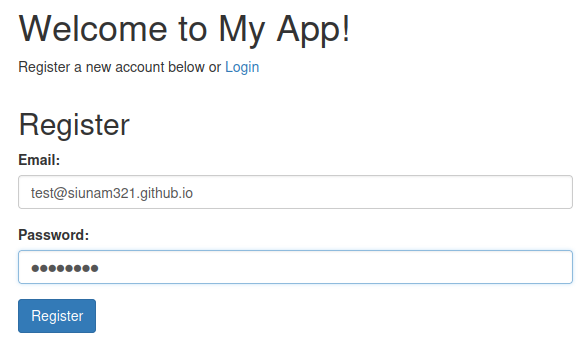 Welcome to My App!
Register a new account below or Login
Register
Email:
test@siunam321.github.io
Password:
●●●●●●●●
Register